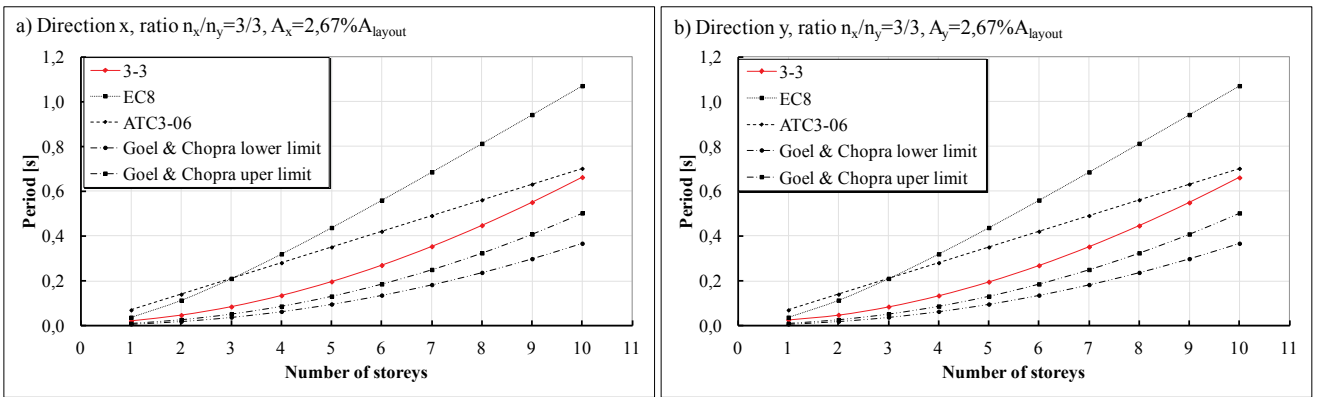 a) Direction x, ratio nx/ny=3/3, Ax=2,67%Alayout
1,2
1,0
0,8
0,6
0,4
0,2
0,0
Period [s]
3-3
EC8
ATC3-06
Goel & Chopra lower limit
Goel & Chopra uper limit
0 1 2 3 4 5 6 7 8 9 10 11
Number of storeys
b) Direction y, ratio nx/ny=3/3, Ay=2,67%Alayout
1,2
1,0
0,8
0,6
0,4
0,2
0,0
Period [s]
3-3
EC8
ATC3-06
Goel & Chopra lower limit
Goel & Chopra uper limit
0 1 2 3 4 5 6 7 8 9 10 11
Number of storeys